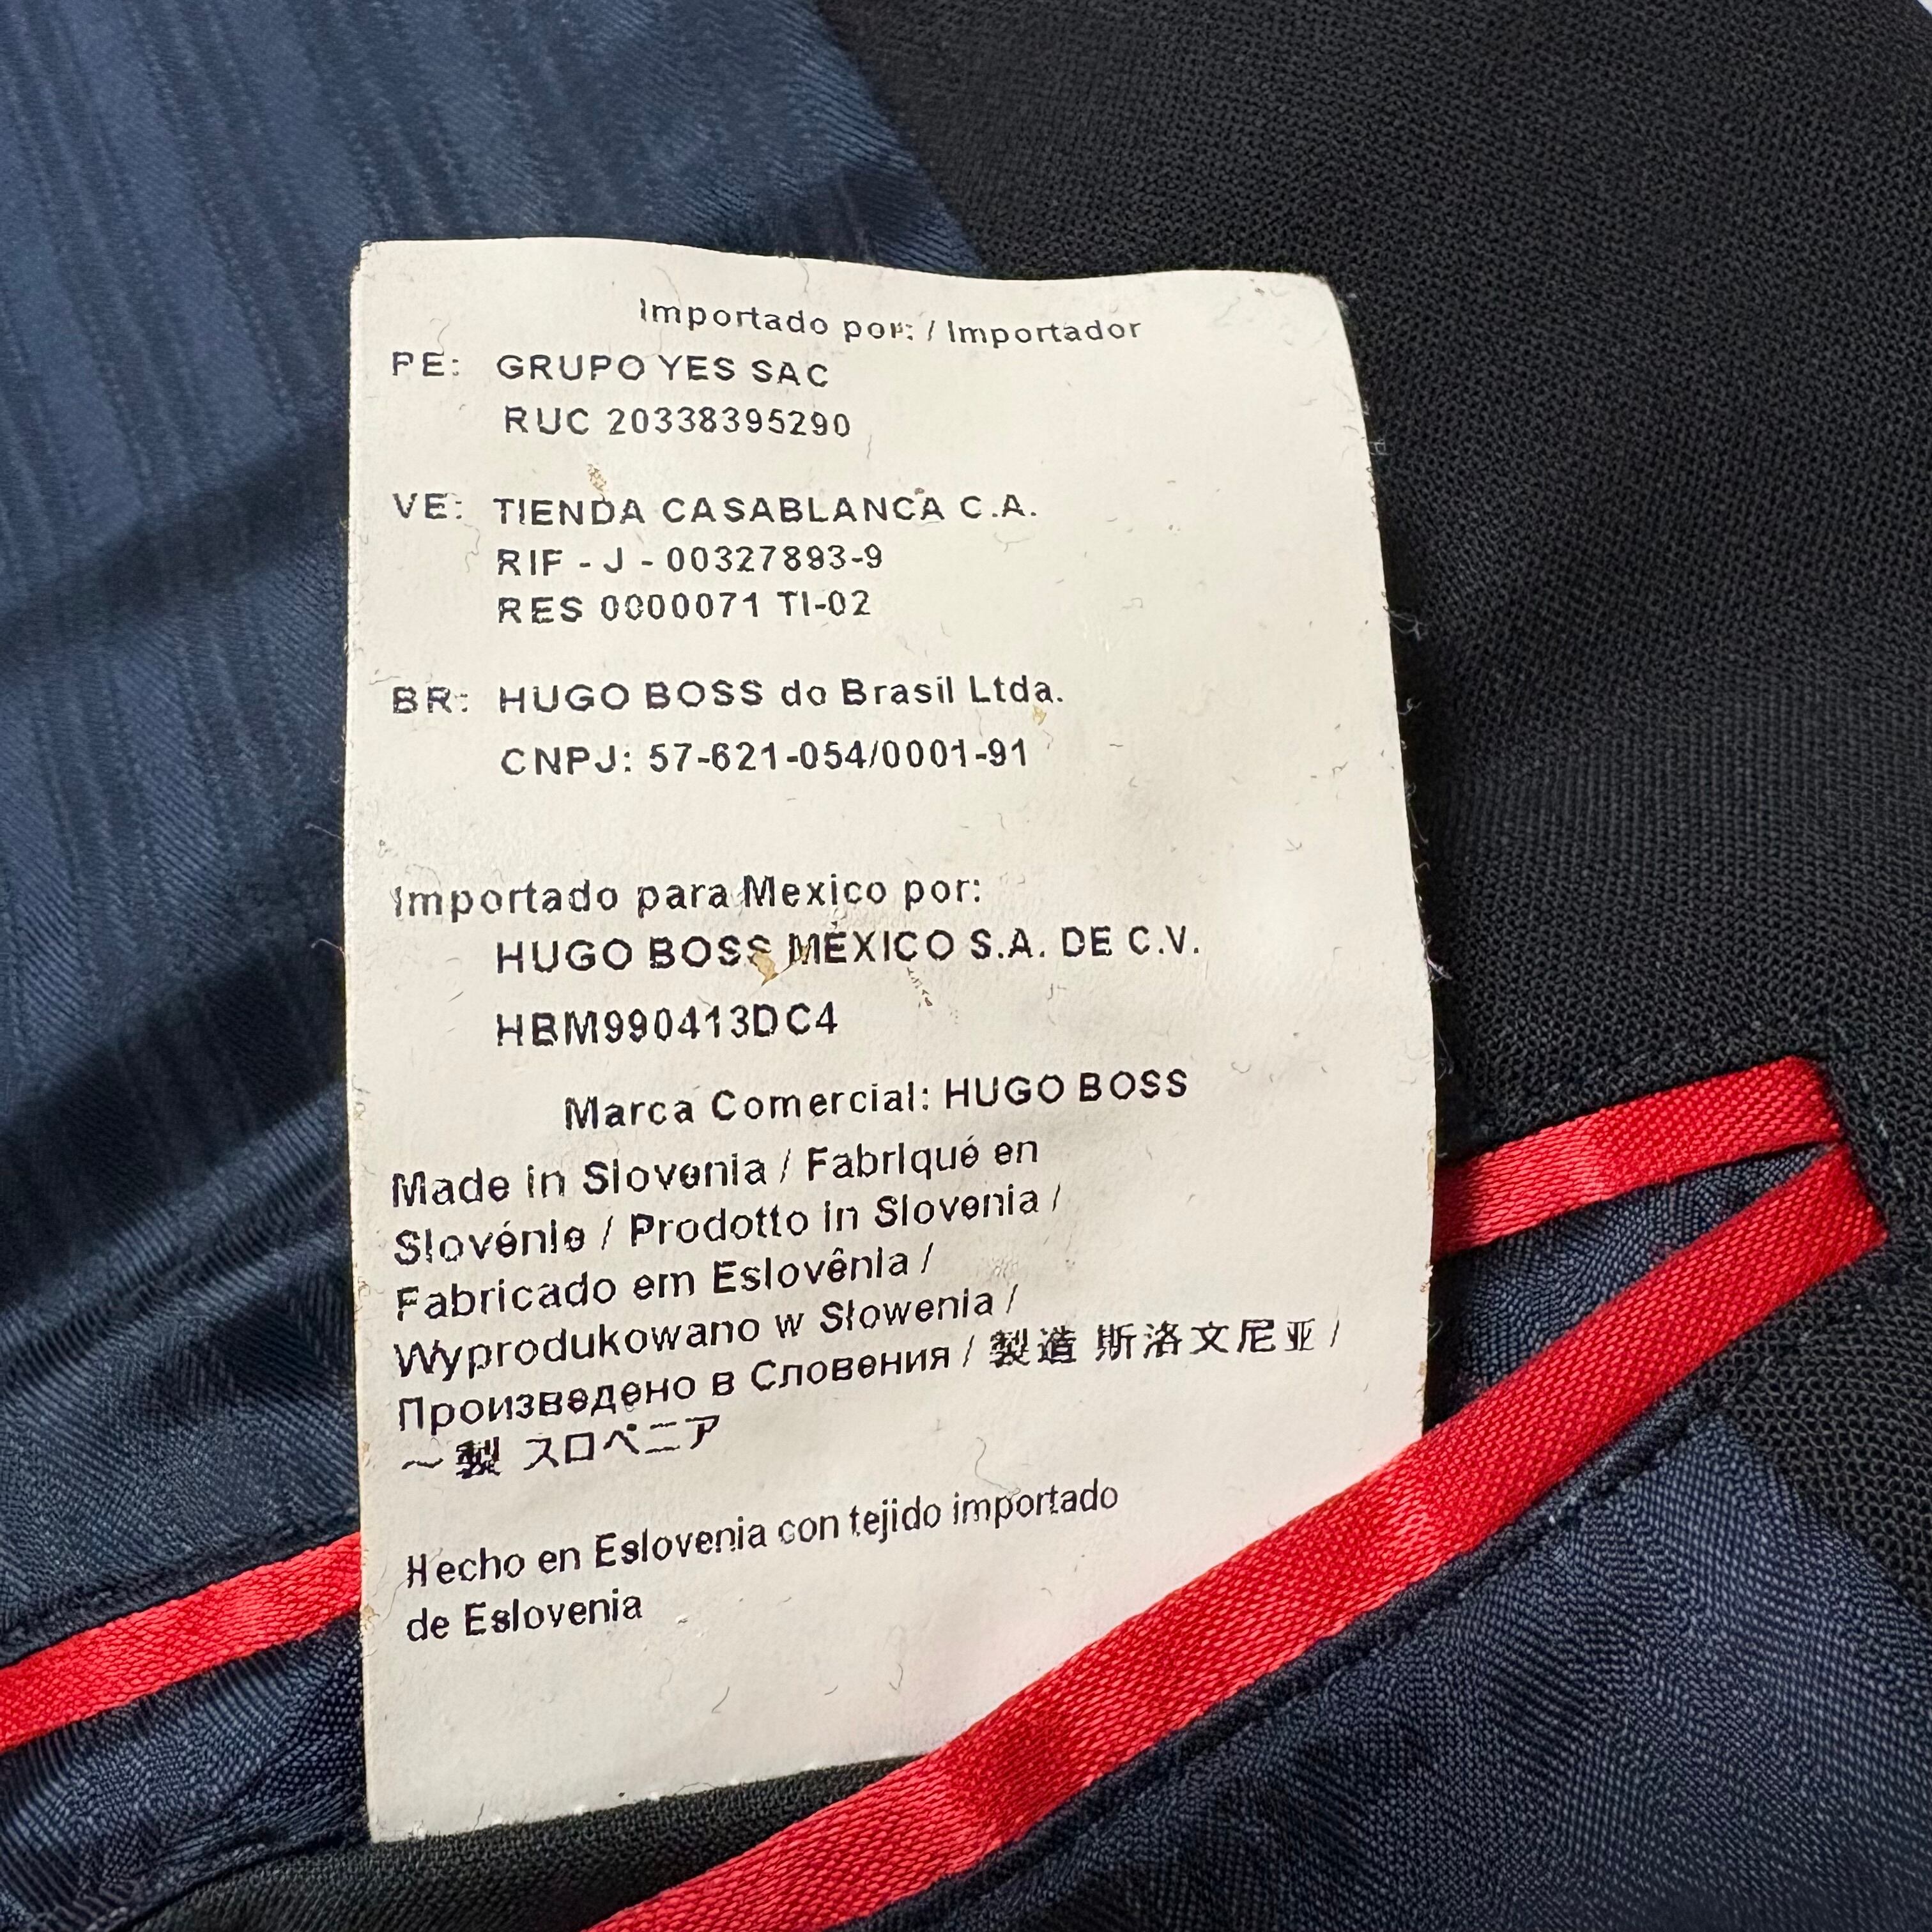 Importado por: / Importador
PE: GRUPO YES SAC
RUC 20338395290
VE: TIENDA CASABLANCA C.A.
RIF - J - 00327893-9
RES 0000071 TI-02
BR: HUGO BOSS do Brasil Ltda.
CNPJ: 57-621-054/0001-91
Importado para Mexico por:
HUGO BOSS MÉXICO S.A. DE C.V.
HBM990413DC4
Marca Comercial: HUGO BOSS
Made in Slovenia / Fabriqué en
Slovénie / Prodotto in Slovenia /
Fabricado em Eslovênia /
Wyprodukowano w Słowenia /
Произведено в Словения / 製造 斯洛文尼亚 /
～製 スロベニア
Hecho en Eslovenia con tejido importado
de Eslovenia